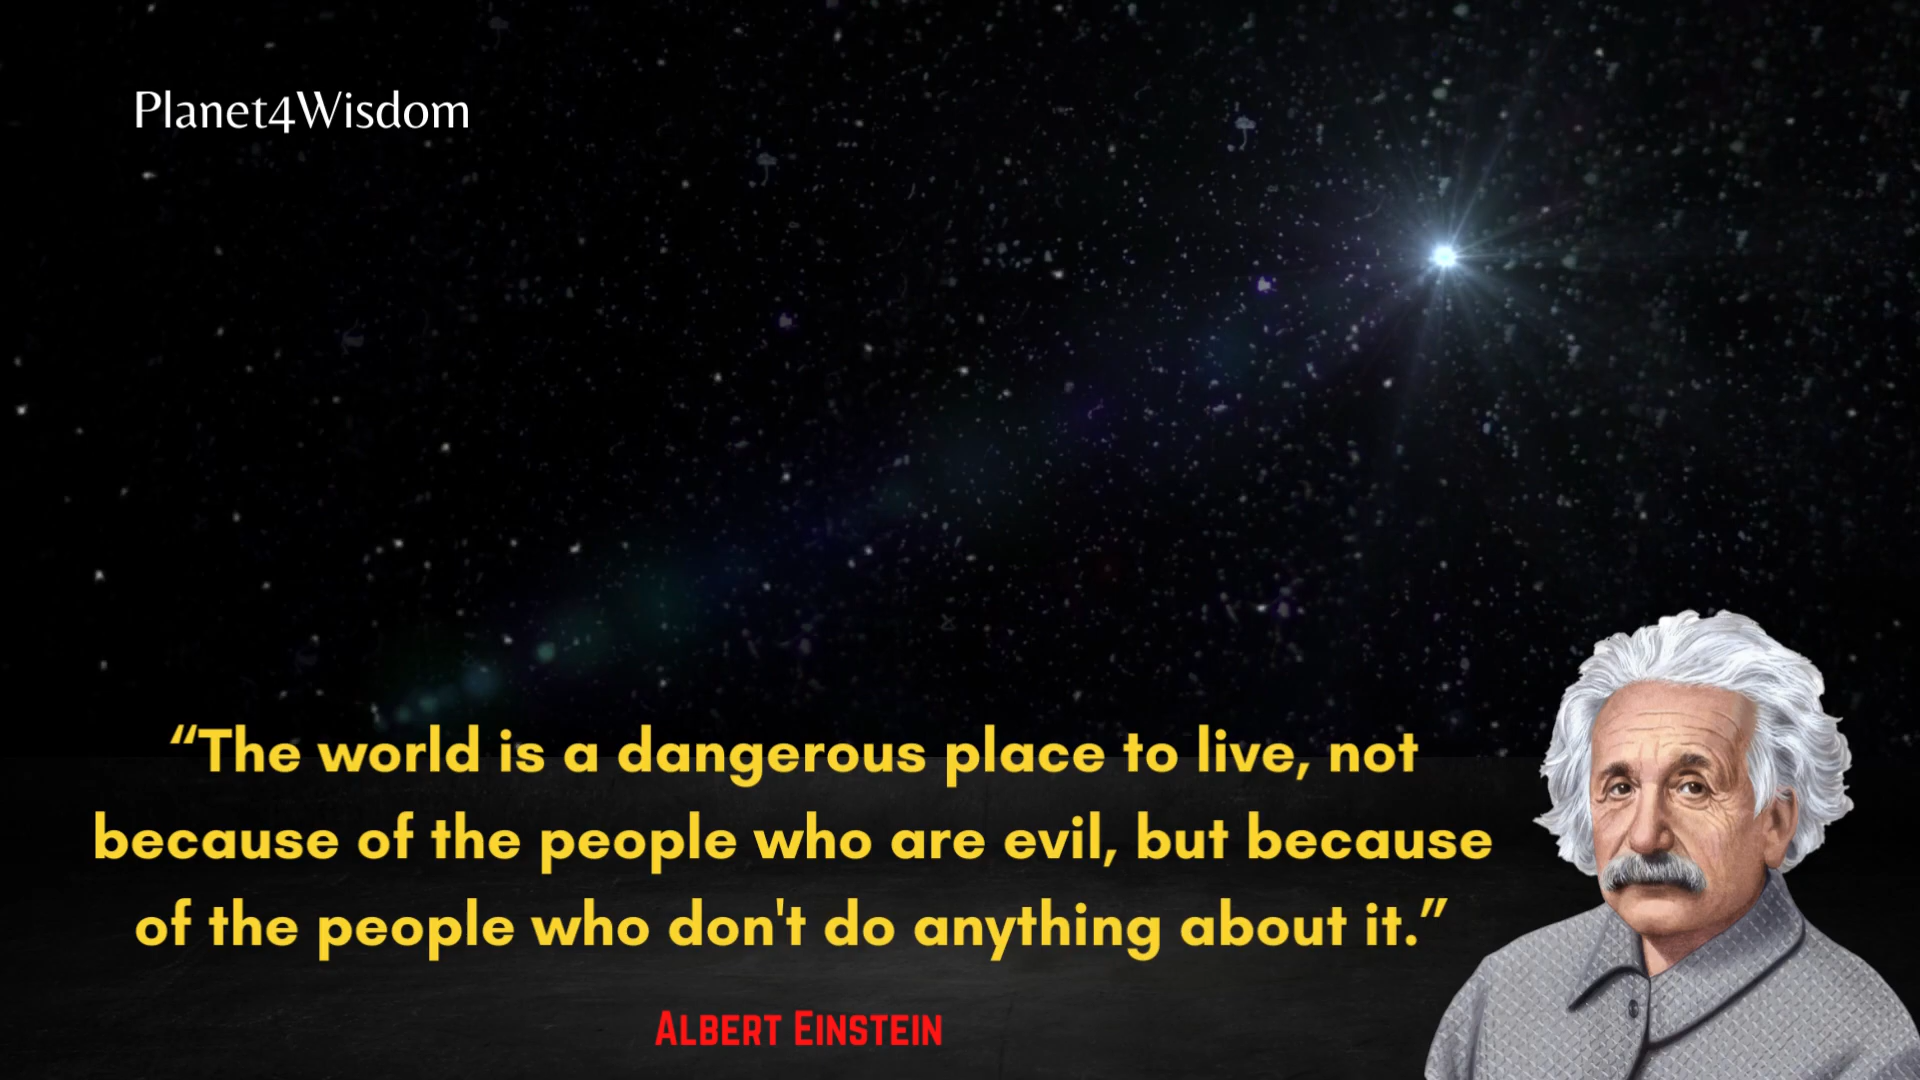 Planet4Wisdom
“The world is a dangerous place to live, not
because of the people who are evil, but because
of the people who don't do anything about it.”
Albert Einstein